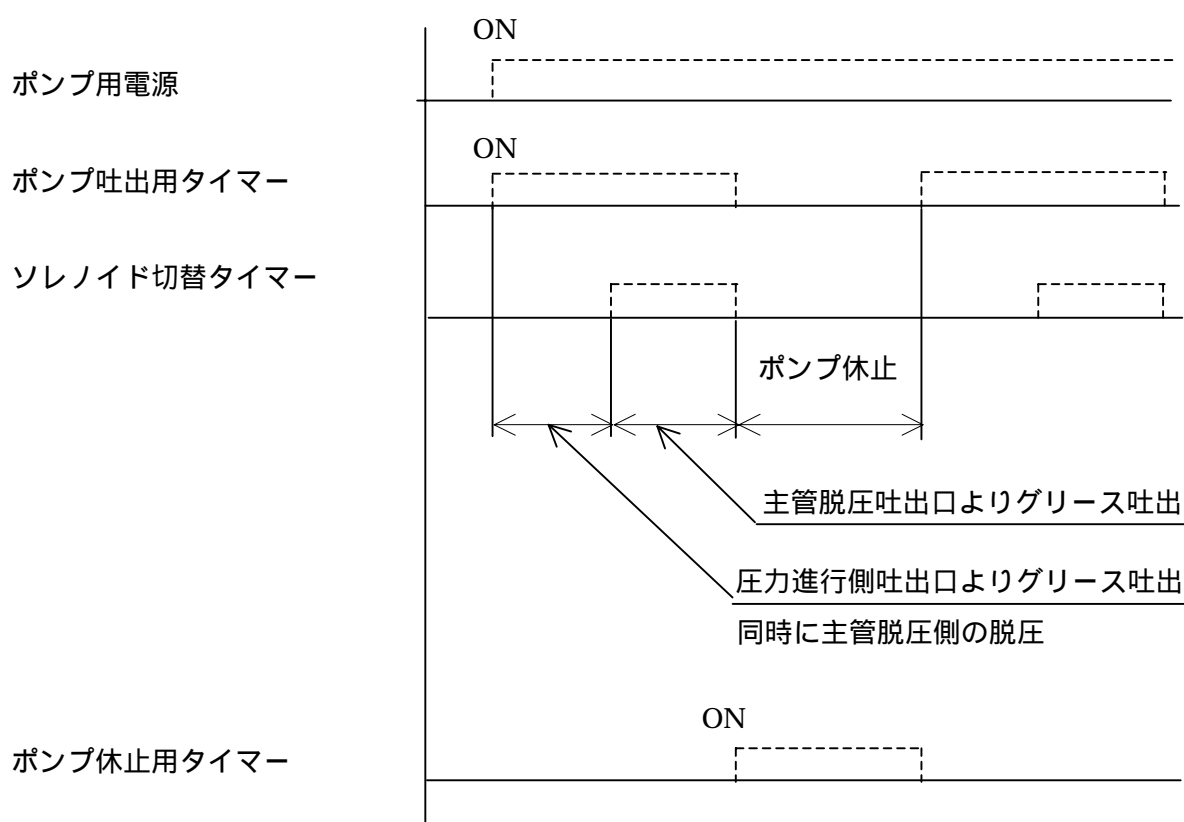 ON
ポンプ用電源
ON
ポンプ吐出用タイマー
ソレノイド切替タイマー
ポンプ休止
主管脱圧吐出口よりグリース吐出
圧力進行側吐出口よりグリース吐出
同時に主管脱圧側の脱圧
ON
ポンプ休止用タイマー